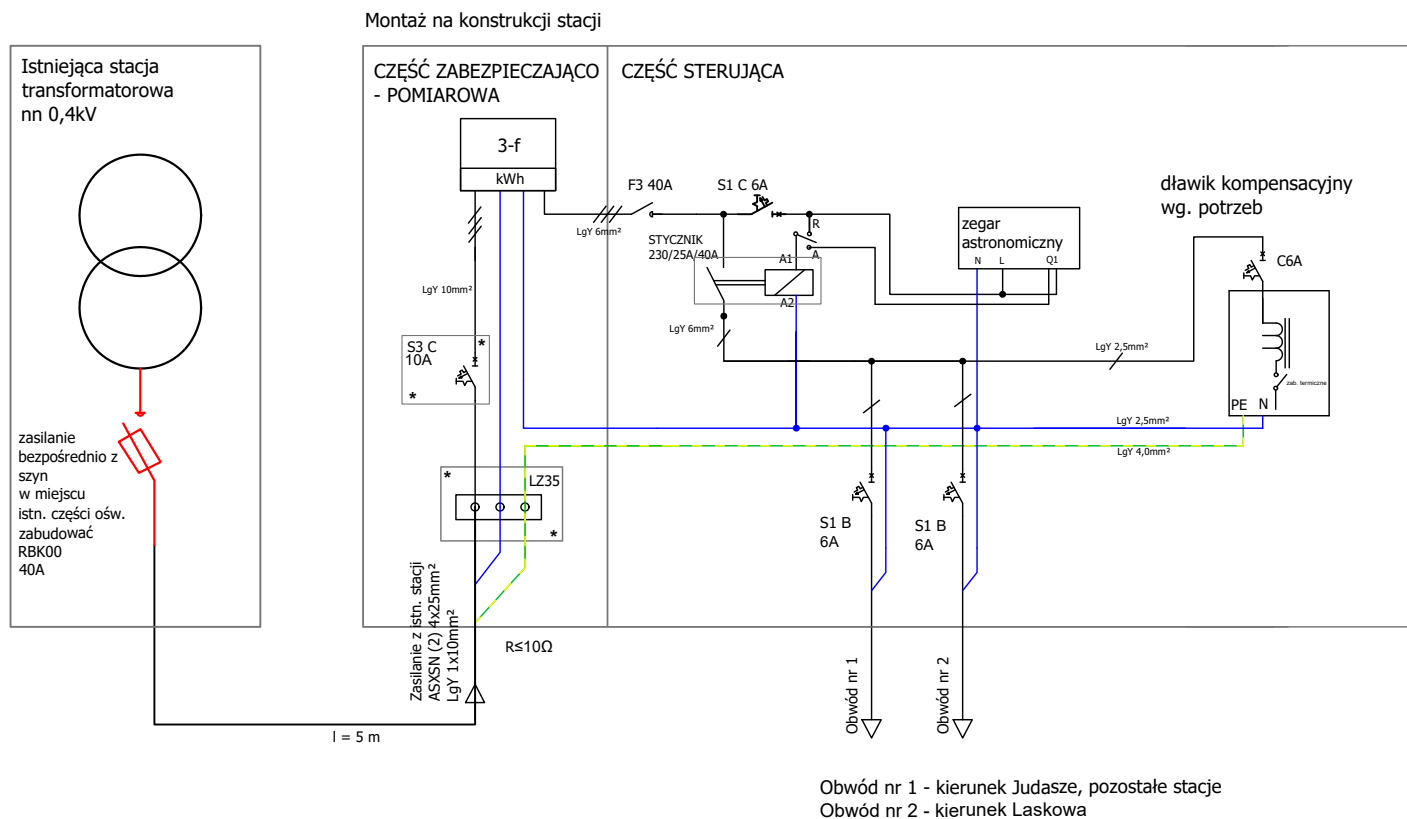 Montaż na konstrukcji stacji
Istniejąca stacja
transformatorowa
nn 0,4kV
CZĘŚĆ ZABEZPIECZAJĄCO
- POMIAROWA
CZĘŚĆ STERUJĄCA
3-f
kWh
F3 40A
S1 C 6A
LgY 6mm²
STYCZNIK
230/25A/40A
R
A
A1
A2
zegar
astronomiczny
N L Q1
dławik kompensacyjny
wg. potrzeb
C6A
LgY 10mm²
LgY 6mm²
LgY 2,5mm²
S3 C
10A
*
*
zab. termiczne
PE N
LgY 2,5mm²
LgY 4,0mm²
zasilanie
bezpośrednio z
szyn
w miejscu
istn. części ośw.
zabudować
RBK00
40A
*
LZ35
*
S1 B
6A
S1 B
6A
Zasilanie z istn. stacji
ASXSN (2) 4x25mm²
LgY 1x10mm²
R≤10Ω
l = 5 m
Obwód nr 1
Obwód nr 2
Obwód nr 1 - kierunek Judasze, pozostałe stacje
Obwód nr 2 - kierunek Laskowa